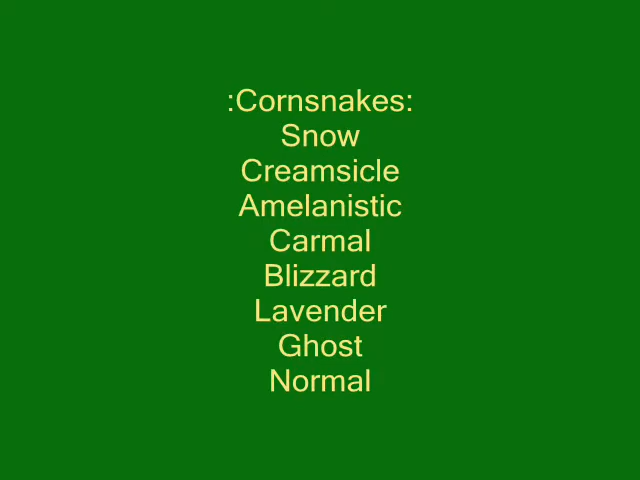 :Cornsnakes:
Snow
Creamsicle
Amelanistic
Carmal
Blizzard
Lavender
Ghost
Normal